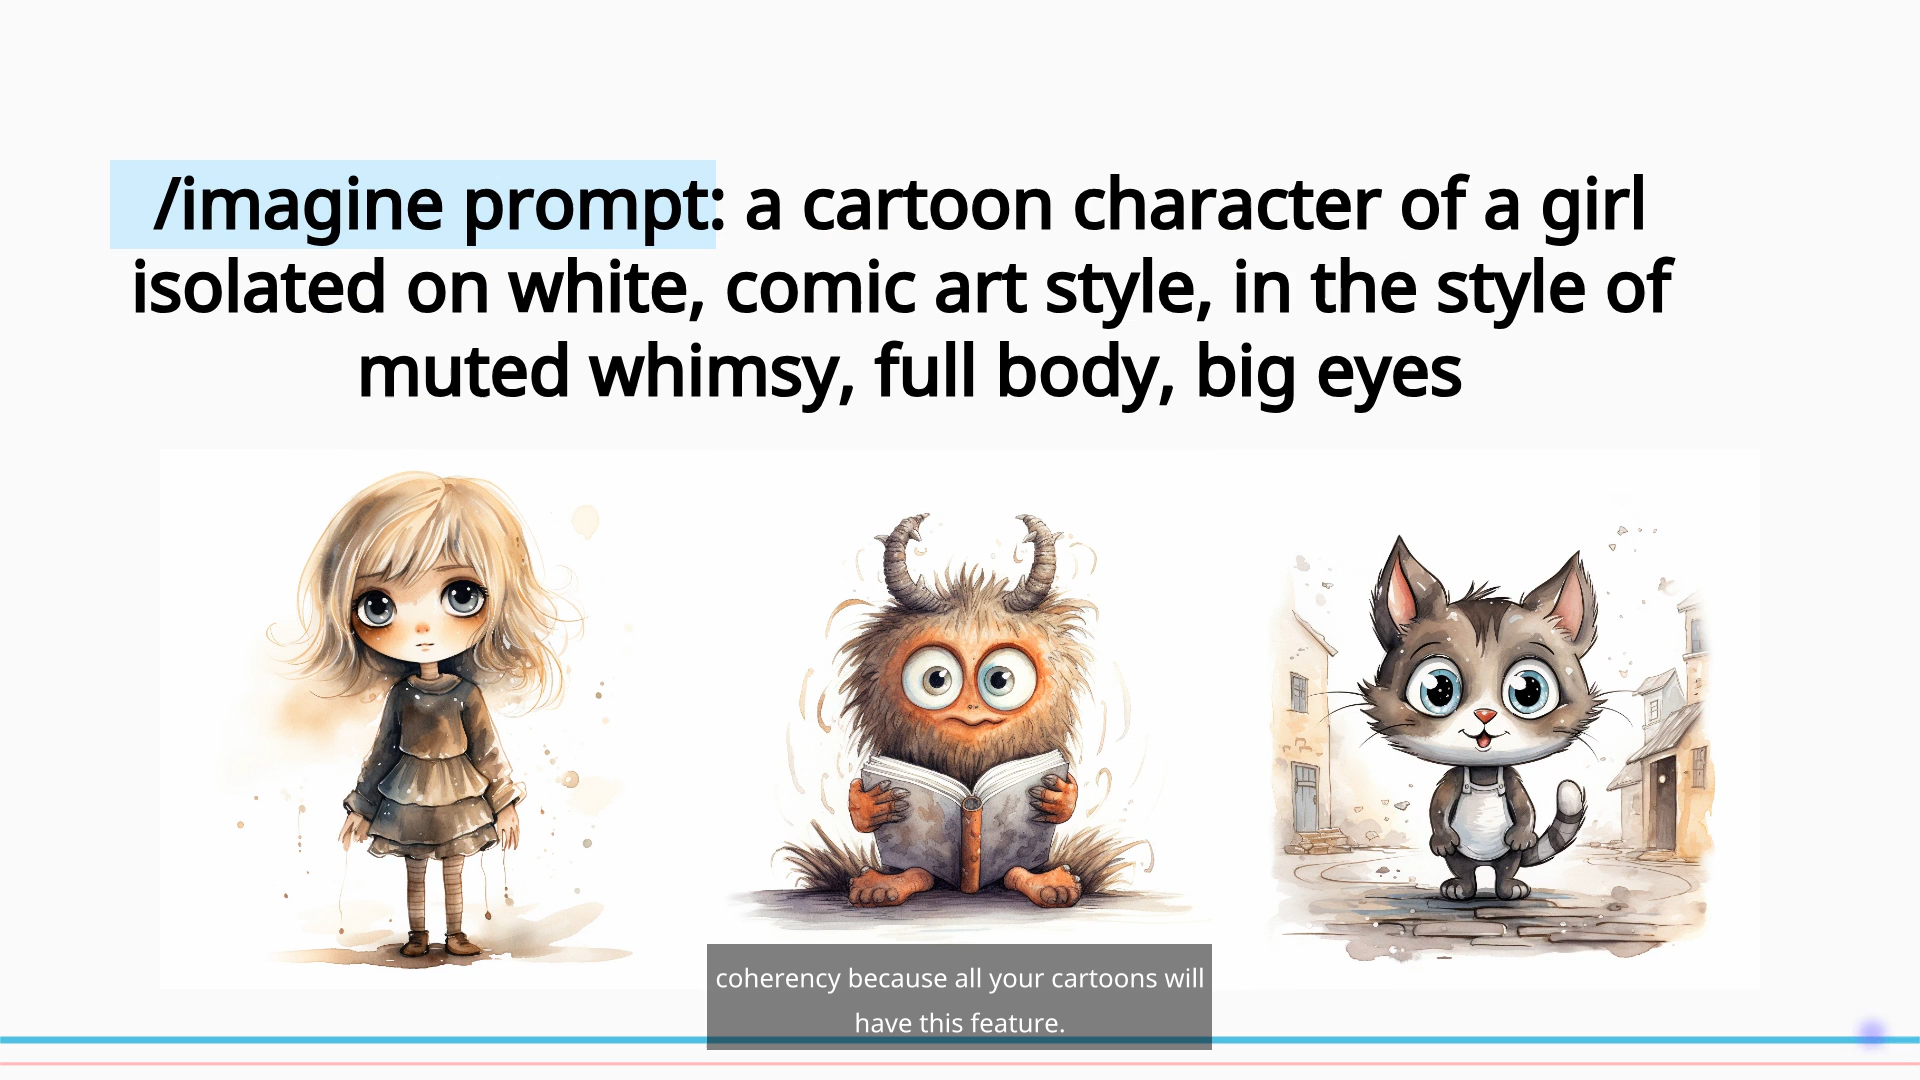 /imagine prompt: a cartoon character of a girl
isolated on white, comic art style, in the style of
muted whimsy, full body, big eyes
coherency because all your cartoons will
have this feature.